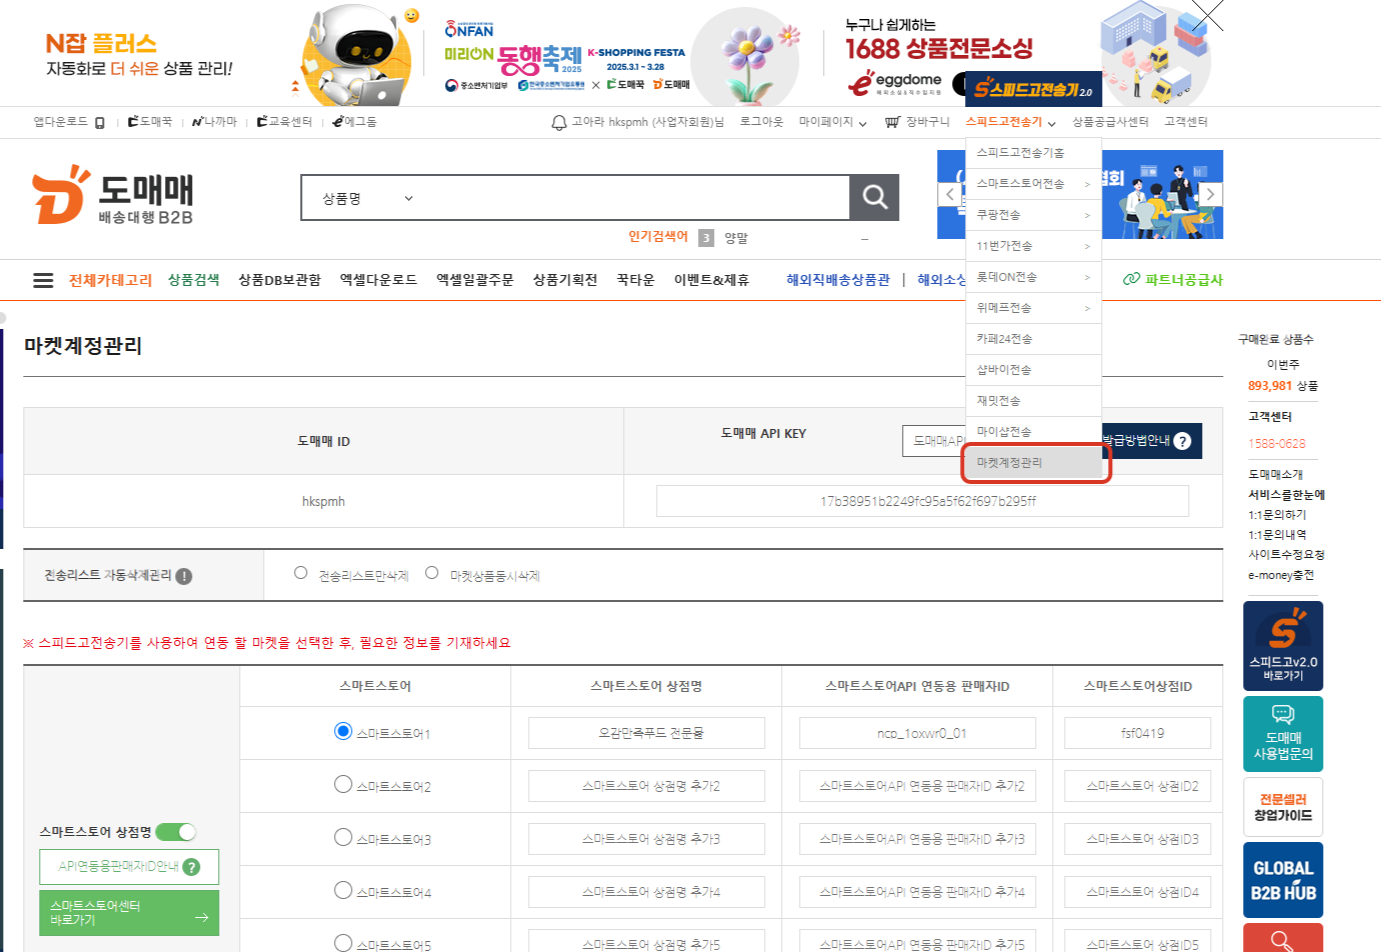 N잡 플러스
자동화로 더 쉬운 상품 관리!
ONFAN
미리ON 동행축제 2025
K-SHOPPING FESTA
2025.3.1 ~ 3.28
중소벤처기업부 한국중소벤처기업유통원 × 도매꾹 도매매
누구나 쉽게하는
1688 상품전문소싱
eggdome
스피드고전송기2.0
앱다운로드 도매꾹 나까마 교육센터 에그돔
고아라 hkspmh (사업자회원)님 로그아웃 마이페이지 장바구니 스피드고전송기 상품공급사센터 고객센터
도매매
배송대행 B2B
상품명
인기검색어 3 양말
전체카테고리 상품검색 상품DB보관함 엑셀다운로드 엑셀일괄주문 상품기획전 꾹타운 이벤트&제휴 해외직배송상품관 | 해외소싱 파트너공급사
스피드고전송기홈
스마트스토어전송 >
쿠팡전송 >
11번가전송 >
롯데ON전송 >
위메프전송 >
카페24전송
샵바이전송
재밋전송
마이샵전송
마켓계정관리
마켓계정관리
도매매 ID
도매매 API KEY
도매매API
발급방법안내 ?
hkspmh
17b38951b2249fc95a5f62f697b295ff
전송리스트 자동삭제관리 !
전송리스트만삭제 마켓상품동시삭제
※ 스피드고전송기를 사용하여 연동 할 마켓을 선택한 후, 필요한 정보를 기재하세요
스마트스토어 스마트스토어 상점명 스마트스토어API 연동용 판매자ID 스마트스토어상점ID
스마트스토어1 오감만족푸드 전문몰 ncp_1oxwr0_01 fsf0419
스마트스토어2 스마트스토어 상점명 추가2 스마트스토어API 연동용 판매자ID 추가2 스마트스토어 상점ID2
스마트스토어3 스마트스토어 상점명 추가3 스마트스토어API 연동용 판매자ID 추가3 스마트스토어 상점ID3
스마트스토어4 스마트스토어 상점명 추가4 스마트스토어API 연동용 판매자ID 추가4 스마트스토어 상점ID4
스마트스토어5 스마트스토어 상점명 추가5 스마트스토어API 연동용 판매자ID 추가5 스마트스토어 상점ID5
스마트스토어 상점명
API연동용판매자ID안내 ?
스마트스토어센터
바로가기
구매완료 상품수
이번주
893,981 상품
고객센터
1588-0628
도매매소개
서비스를한눈에
1:1문의하기
1:1문의내역
사이트수정요청
e-money충전
스피드고v2.0
바로가기
도매매
사용법문의
전문셀러
창업가이드
GLOBAL
B2B HUB